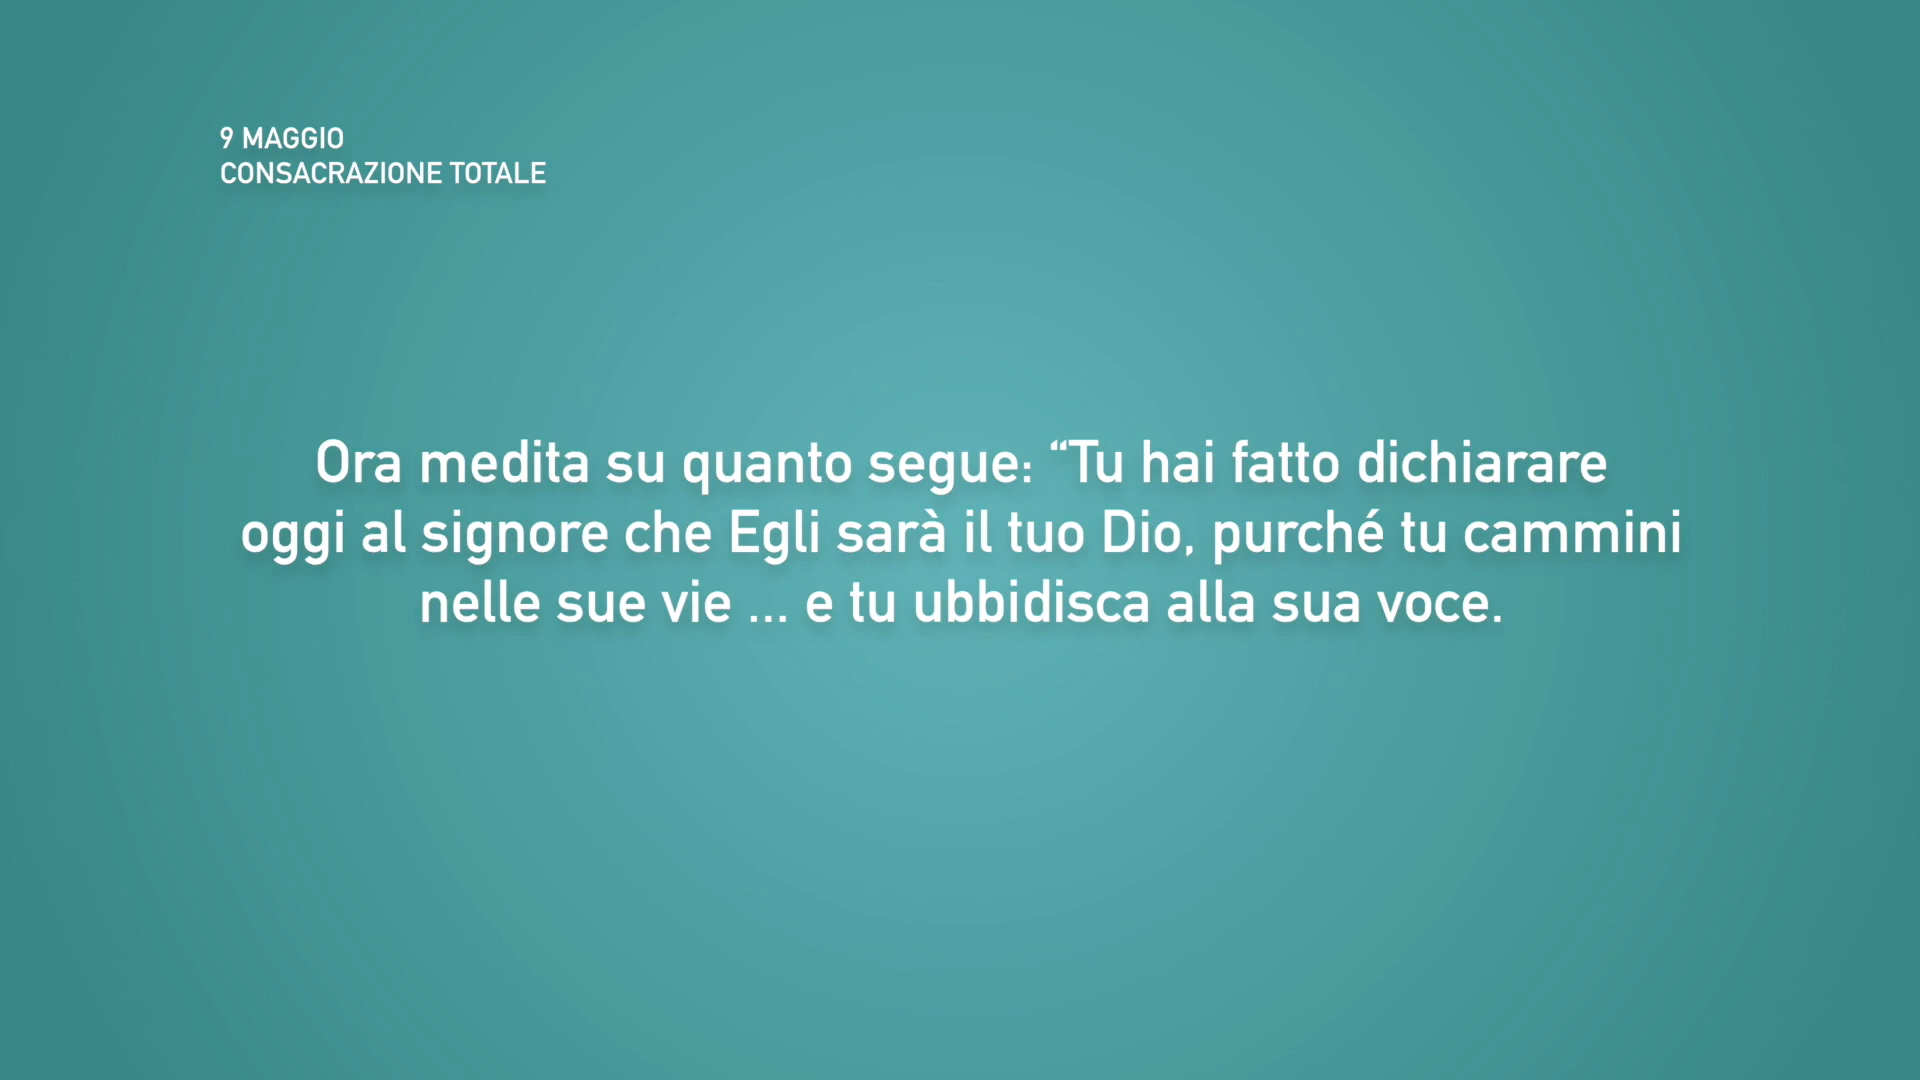 9 MAGGIO
CONSACRAZIONE TOTALE
Ora medita su quanto segue: “Tu hai fatto dichiarare
oggi al signore che Egli sarà il tuo Dio, purché tu cammini
nelle sue vie ... e tu ubbidisca alla sua voce.